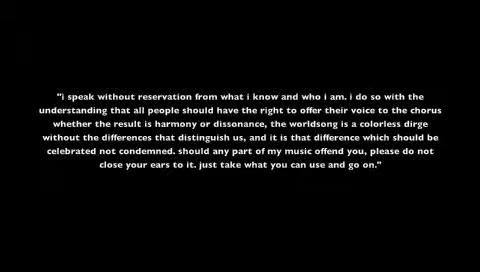 "i speak without reservation from what i know and who i am. i do so with the
understanding that all people should have the right to offer their voice to the chorus
whether the result is harmony or dissonance, the worldsong is a colorless dirge
without the differences that distinguish us, and it is that difference which should be
celebrated not condemned. should any part of my music offend you, please do not
close your ears to it. just take what you can use and go on."